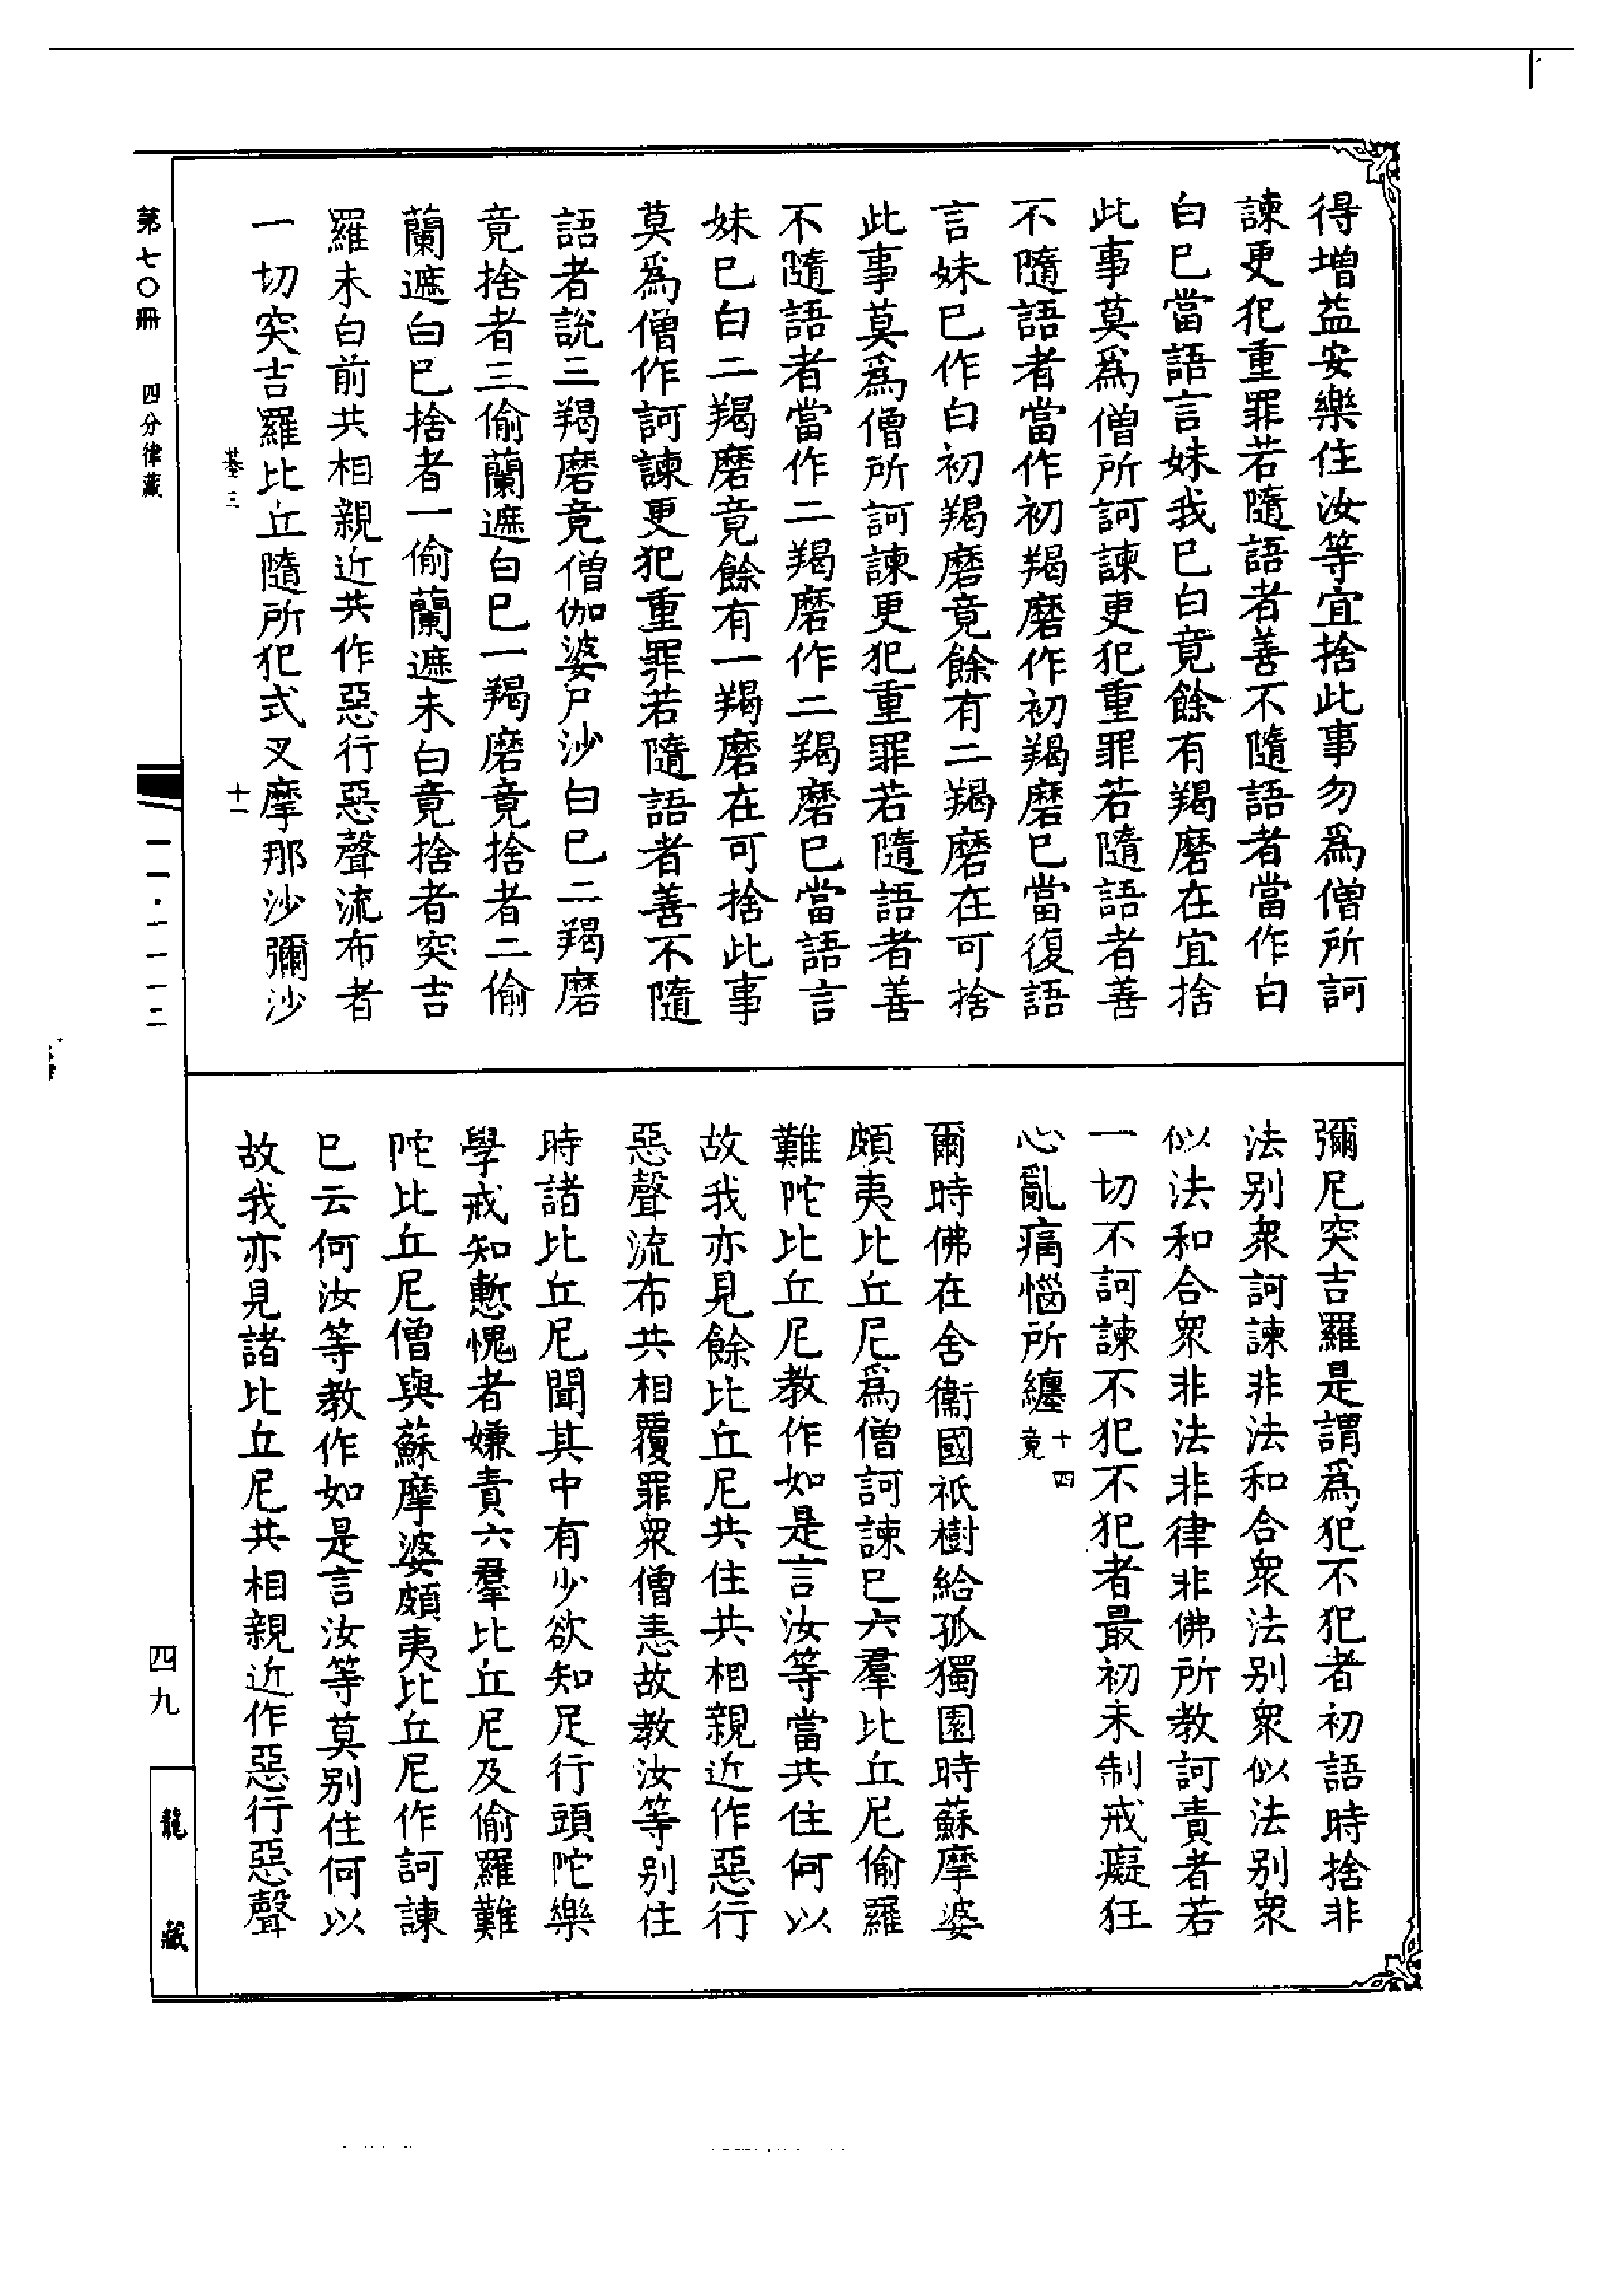 得增益安樂住汝等宜捨此事勿爲僧所訶
諫更犯重罪若隨語者善不隨語者當作白
白巳當語言妹我巳白竟餘有羯磨在宜捨
此事莫爲僧所訶諫更犯重罪若隨語者善
不隨語者當作初羯磨作初羯磨巳當復語
言妹巳作白初羯磨竟餘有二羯磨在可捨
此事莫爲僧所訶諫更犯重罪若隨語者善
不隨語者當作二羯磨作二羯磨巳當語言
妹巳白二羯磨竟餘有一羯磨在可捨此事
莫爲僧作訶諫更犯重罪若隨語者善不隨
語者說三羯磨竟僧伽婆尸沙白巳二羯磨
竟捨者三偷蘭遮白巳一羯磨竟捨者二偷
蘭遮白巳捨者一偷蘭遮未白竟捨者突吉
羅未白前共相親近共作惡行惡聲流布者
一切突吉羅比丘隨所犯式叉摩那沙彌沙
彌尼突吉羅是謂爲犯不犯者初語時捨非
法别衆訶諫非法和合衆法别衆似法别衆
似法和合衆非法非律非佛所教訶責者若
一切不訶諫不犯不犯者最初未制戒癡狂
心亂痛惱所纏十四竟
爾時佛在舍衞國祇樹給孤獨園時蘇摩婆
頗夷比丘尼爲僧訶諫巳六羣比丘尼偷羅
難陀比丘尼教作如是言汝等當共住何以
故我亦見餘比丘尼共住共相親近作惡行
惡聲流布共相覆罪衆僧恚故教汝等别住
時諸比丘尼聞其中有少欲知足行頭陀樂
學戒知慙愧者嫌責六羣比丘尼及偷羅難
陀比丘尼僧與蘇摩婆頗夷比丘尼作訶諫
巳云何汝等教作如是言汝等莫别住何以
故我亦見諸比丘尼共相親近作惡行惡聲
棊三
十一
第七〇冊
四分律藏
一一·一一一二
四九
龍藏